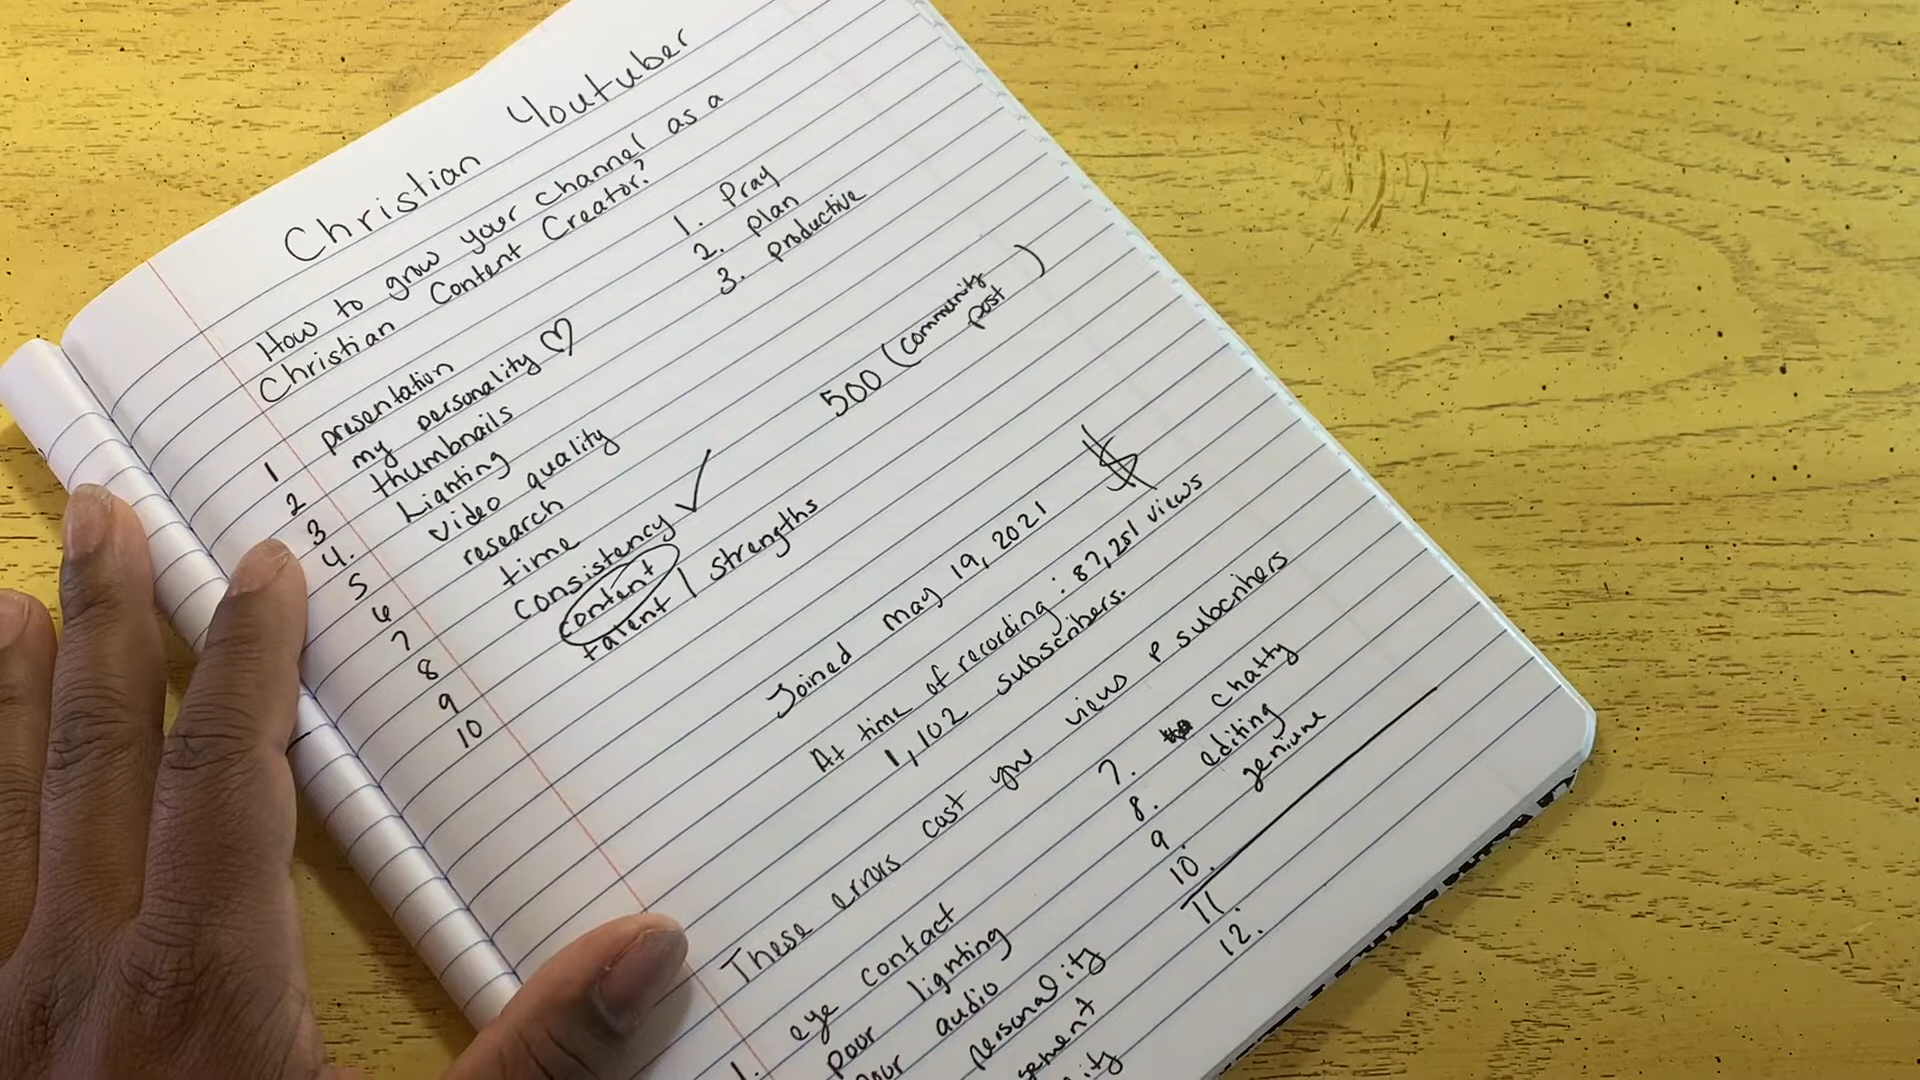 Christian Youtuber
How to grow your channel as a
Christian Content Creator?
1. Pray
2. plan
3. productive
1 presentation
2 my personality ♡
3 thumbnails
4. Lighting
5 video quality
6 research
7 time
8 consistency ✓
9 content
10 talent / strengths
500 (community post)
Joined may 19, 2021 $
At time of recording: 87,251 views
1,102 subscribers.
These errors cost you views & subscribers
1. eye contact
poor lighting
poor audio
personality
7. chatty
8. editing
9. genuine
10.
11
12.